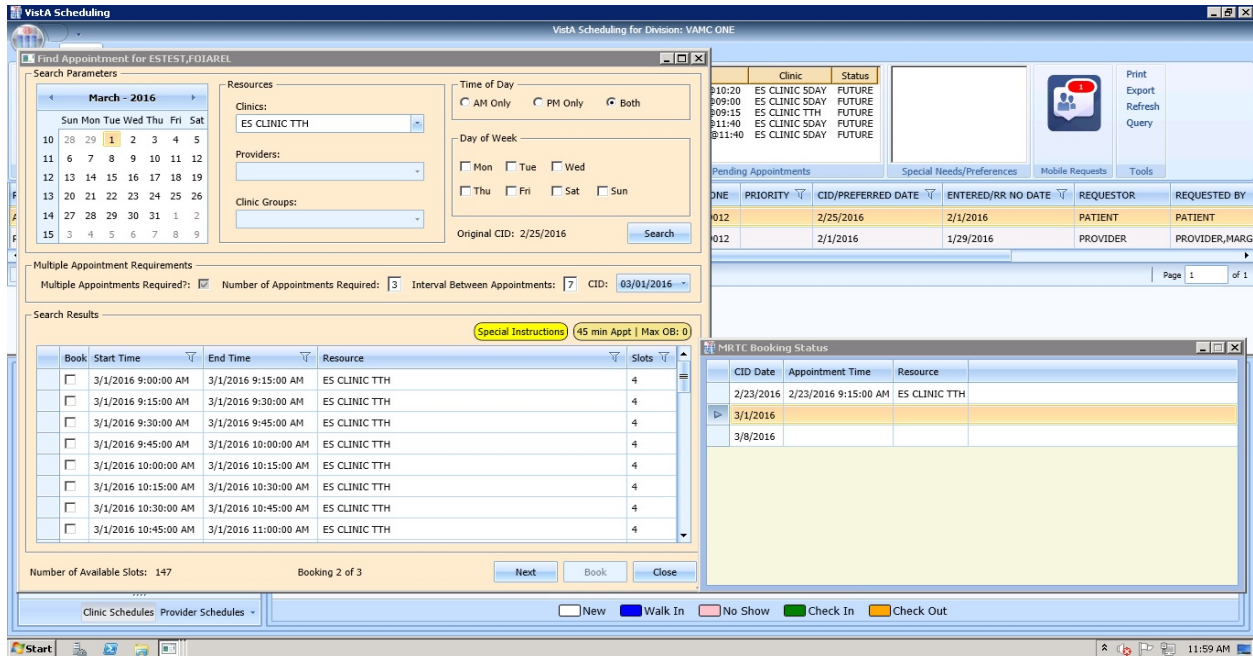 VistA Scheduling
VistA Scheduling for Division: VAMC ONE
Find Appointment for ESTEST,FOIAREL
Search Parameters
March - 2016
Sun Mon Tue Wed Thu Fri Sat
10 28 29 1 2 3 4 5
11 6 7 8 9 10 11 12
12 13 14 15 16 17 18 19
13 20 21 22 23 24 25 26
14 27 28 29 30 31 1 2
15 3 4 5 6 7 8 9
Resources
Clinics:
ES CLINIC TTH
Providers:
Clinic Groups:
Time of Day
AM Only PM Only Both
Day of Week
Mon Tue Wed
Thu Fri Sat Sun
Original CID: 2/25/2016 Search
Multiple Appointment Requirements
Multiple Appointments Required?: Number of Appointments Required: 3 Interval Between Appointments: 7 CID: 03/01/2016
Search Results
Special Instructions 45 min Appt | Max OB: 0
Book Start Time End Time Resource Slots
3/1/2016 9:00:00 AM 3/1/2016 9:15:00 AM ES CLINIC TTH 4
3/1/2016 9:15:00 AM 3/1/2016 9:30:00 AM ES CLINIC TTH 4
3/1/2016 9:30:00 AM 3/1/2016 9:45:00 AM ES CLINIC TTH 4
3/1/2016 9:45:00 AM 3/1/2016 10:00:00 AM ES CLINIC TTH 4
3/1/2016 10:00:00 AM 3/1/2016 10:15:00 AM ES CLINIC TTH 4
3/1/2016 10:15:00 AM 3/1/2016 10:30:00 AM ES CLINIC TTH 4
3/1/2016 10:30:00 AM 3/1/2016 10:45:00 AM ES CLINIC TTH 4
3/1/2016 10:45:00 AM 3/1/2016 11:00:00 AM ES CLINIC TTH 4
Number of Available Slots: 147 Booking 2 of 3 Next Book Close
Clinic Status
@10:20 ES CLINIC 5DAY FUTURE
@09:00 ES CLINIC 5DAY FUTURE
@09:15 ES CLINIC TTH FUTURE
@11:40 ES CLINIC 5DAY FUTURE
@11:40 ES CLINIC 5DAY FUTURE
Pending Appointments
Special Needs/Preferences
1
Mobile Requests
Print
Export
Refresh
Query
Tools
ONE PRIORITY CID/PREFERRED DATE ENTERED/RR NO DATE REQUESTOR REQUESTED BY
012 2/25/2016 2/1/2016 PATIENT PATIENT
012 2/1/2016 1/29/2016 PROVIDER PROVIDER,MARG
Page 1 of 1
MRTC Booking Status
CID Date Appointment Time Resource
2/23/2016 2/23/2016 9:15:00 AM ES CLINIC TTH
3/1/2016
3/8/2016
Clinic Schedules Provider Schedules
New Walk In No Show Check In Check Out
Start 11:59 AM